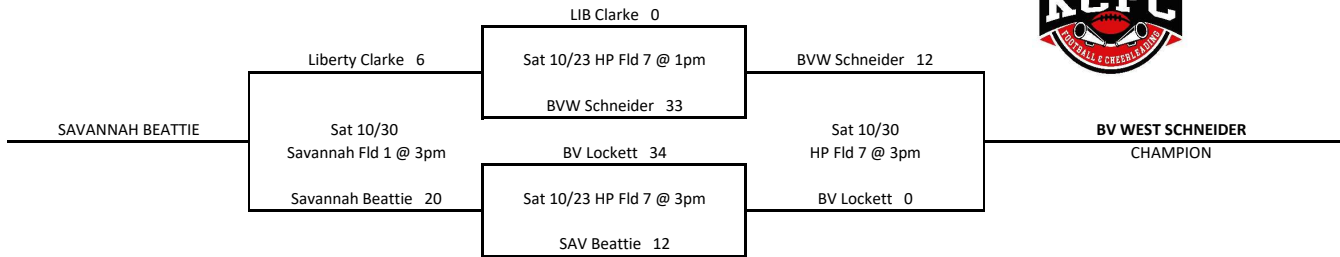 LIB Clarke 0
KCFC
FOOTBALL & CHEERLEADING
Liberty Clarke 6
Sat 10/23 HP Fld 7 @ 1pm
BVW Schneider 12
BVW Schneider 33
SAVANNAH BEATTIE
Sat 10/30
Savannah Fld 1 @ 3pm
BV Lockett 34
Sat 10/30
HP Fld 7 @ 3pm
BV WEST SCHNEIDER
CHAMPION
Savannah Beattie 20
Sat 10/23 HP Fld 7 @ 3pm
BV Lockett 0
SAV Beattie 12